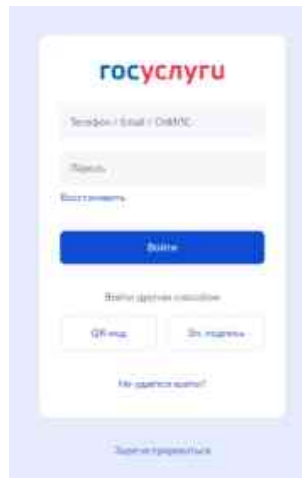 госуслуги
Телефон / Email / СНИЛС
Пароль
Восстановить
Войти
Войти другим способом
QR-код
Эл. подпись
Не удаётся войти?
Зарегистрироваться